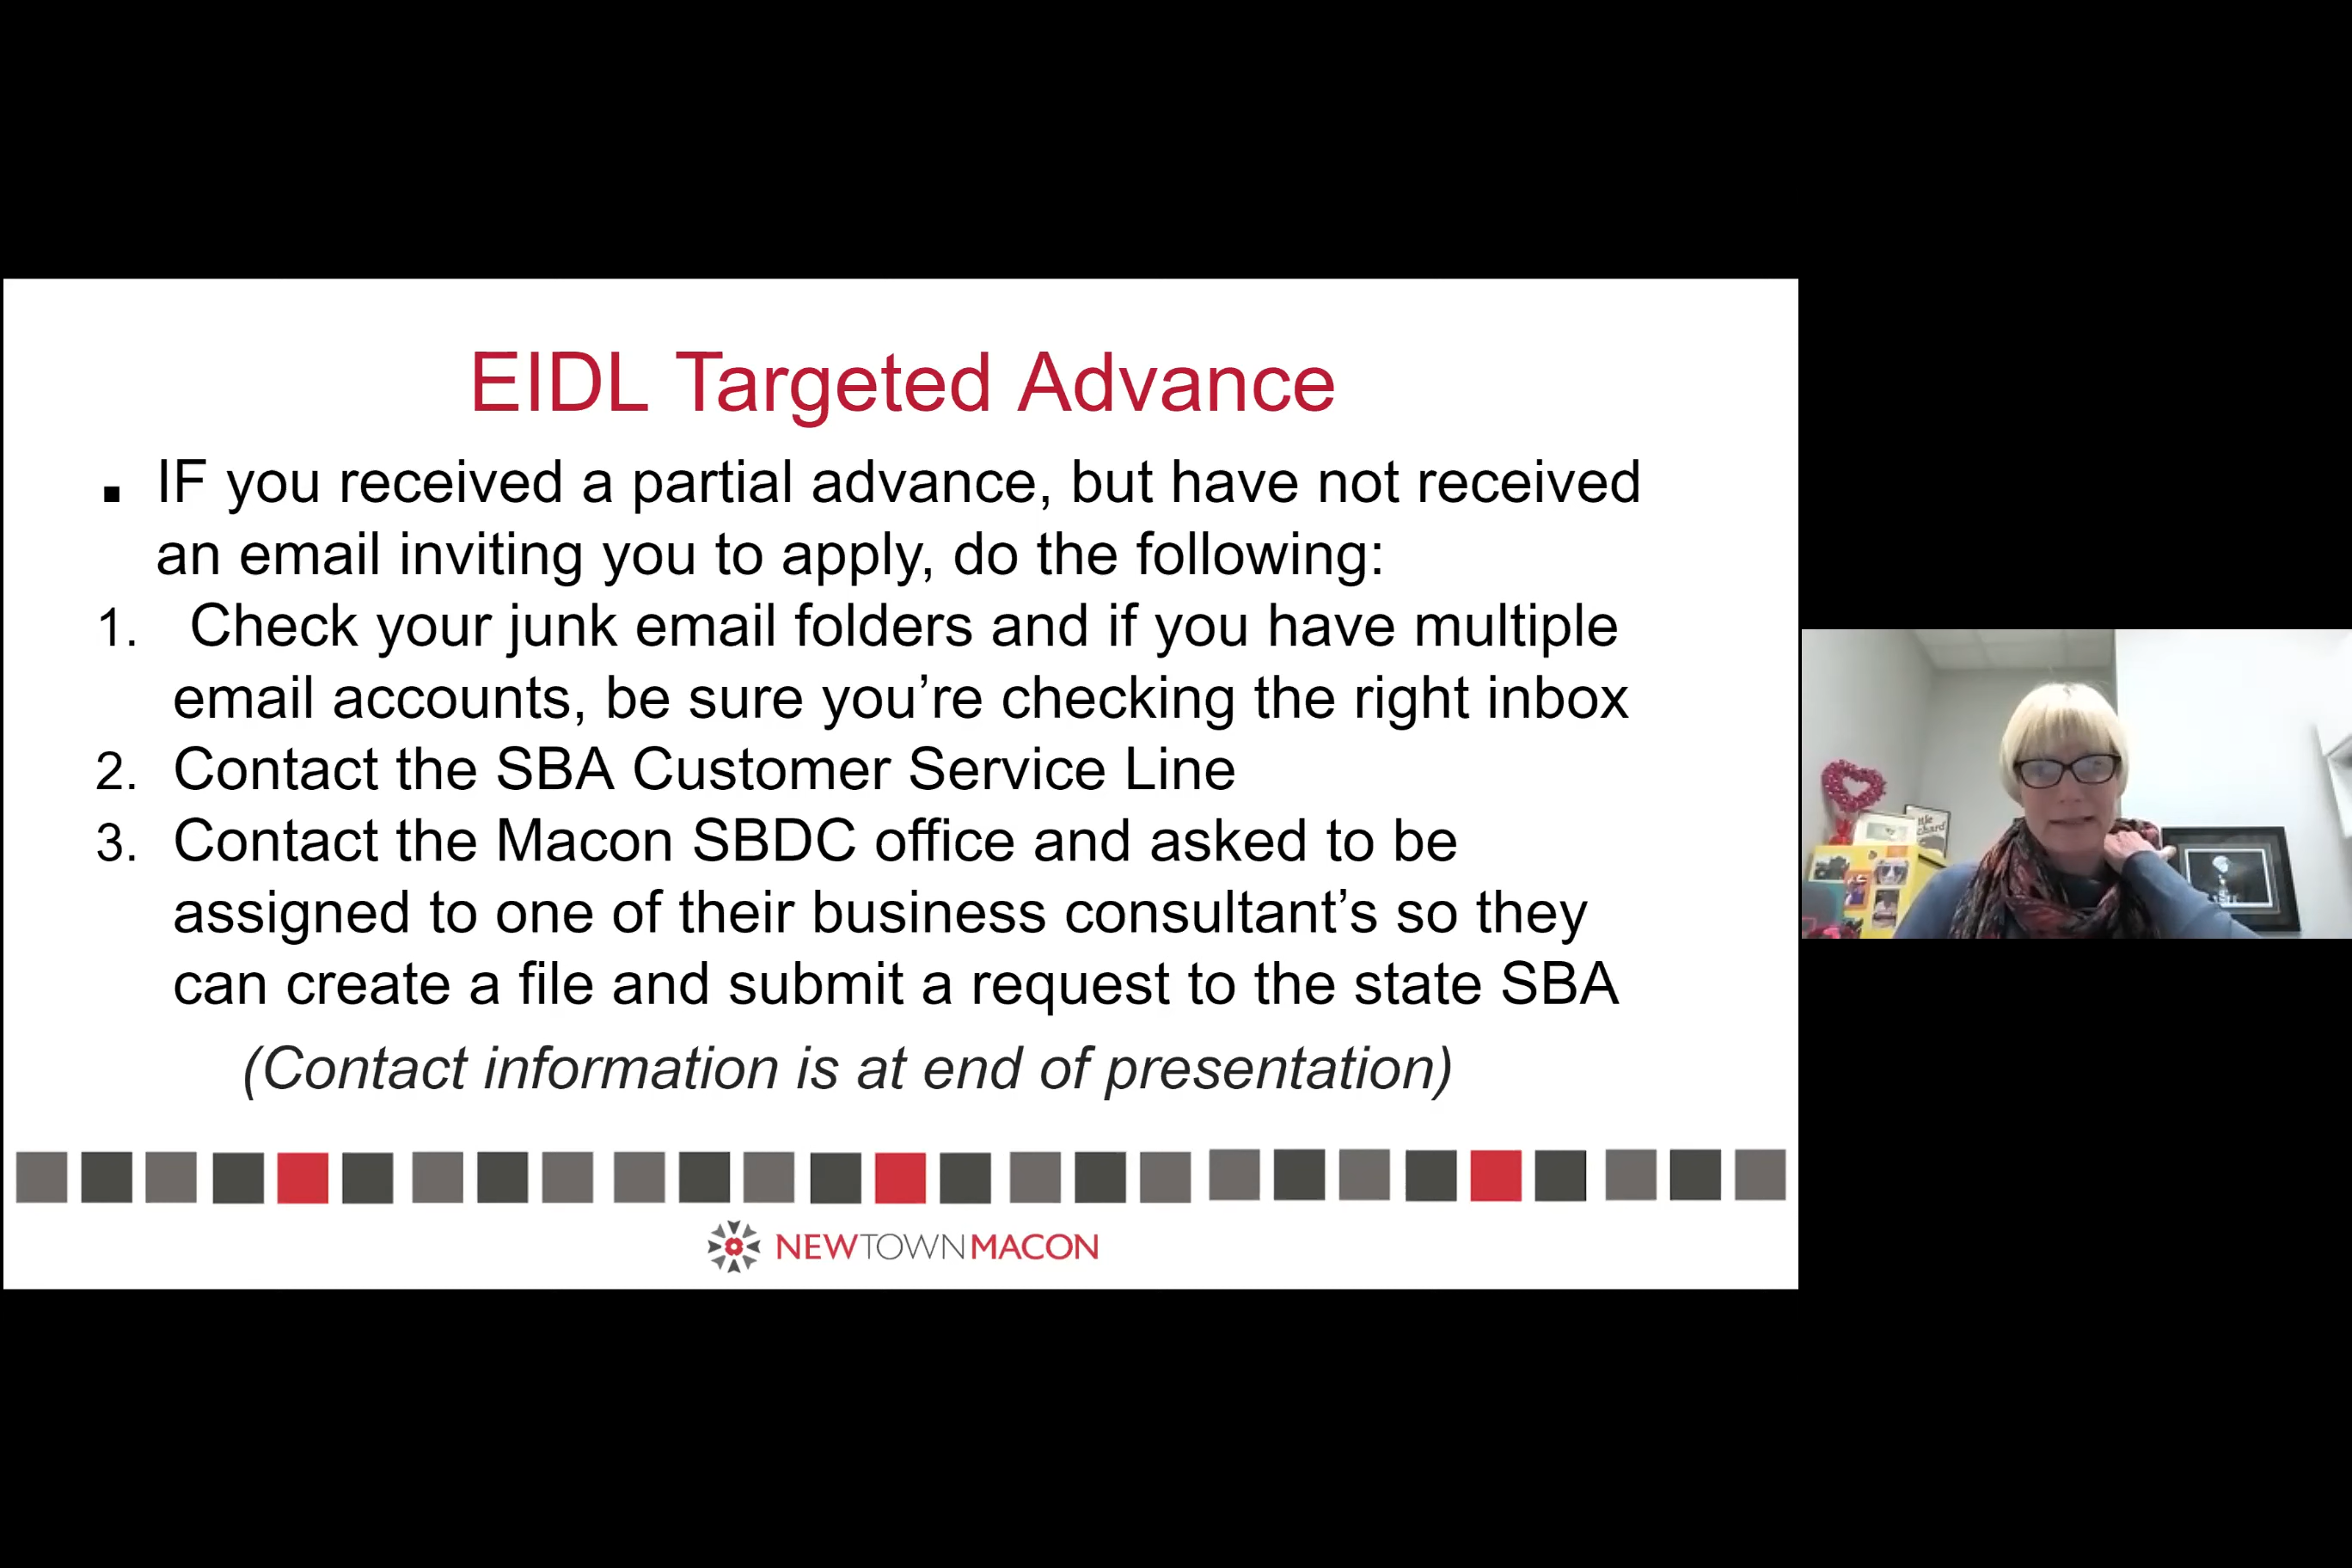 EIDL Targeted Advance
▪ IF you received a partial advance, but have not received
an email inviting you to apply, do the following:
1. Check your junk email folders and if you have multiple
email accounts, be sure you’re checking the right inbox
2. Contact the SBA Customer Service Line
3. Contact the Macon SBDC office and asked to be
assigned to one of their business consultant’s so they
can create a file and submit a request to the state SBA
(Contact information is at end of presentation)
NEWTOWNMACON